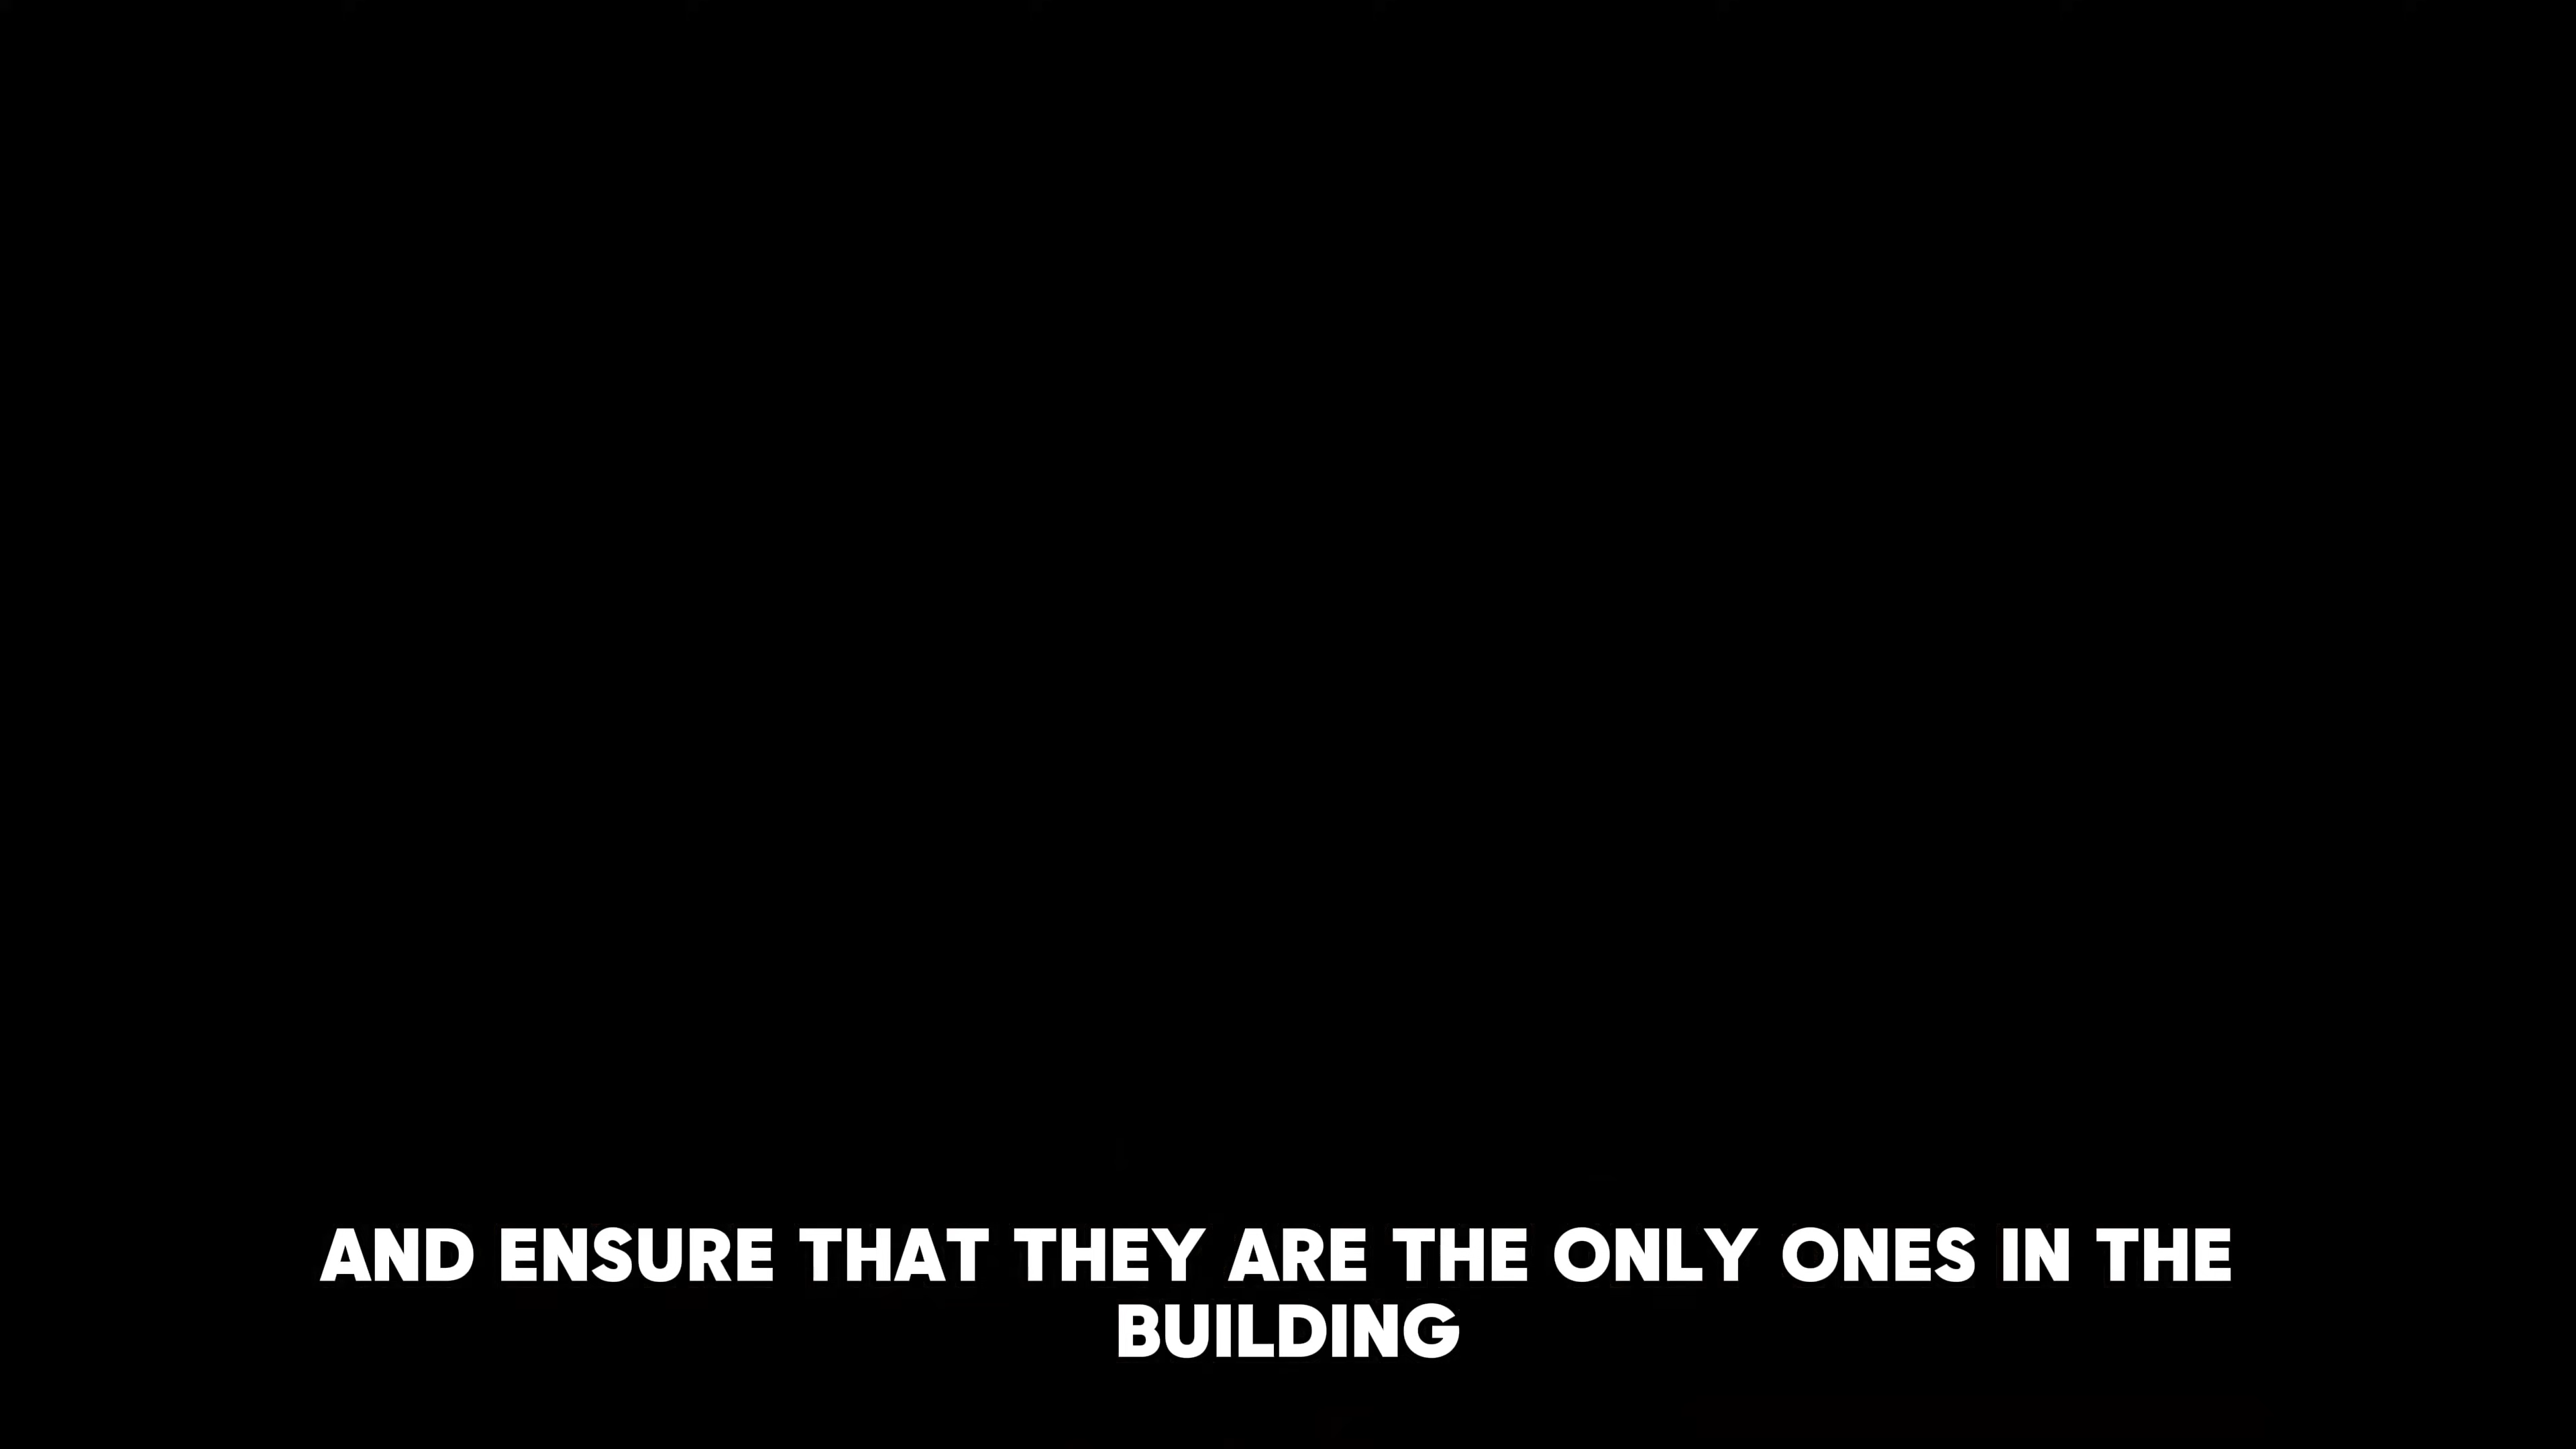 AND ENSURE THAT THEY ARE THE ONLY ONES IN THE
BUILDING